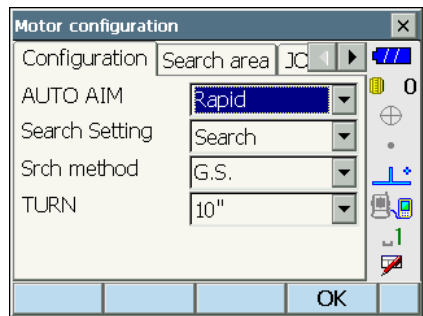 Motor configuration
Configuration Search area JC
AUTO AIM Rapid
0
Search Setting Search
Srch method G.S.
TURN 10"
1
OK